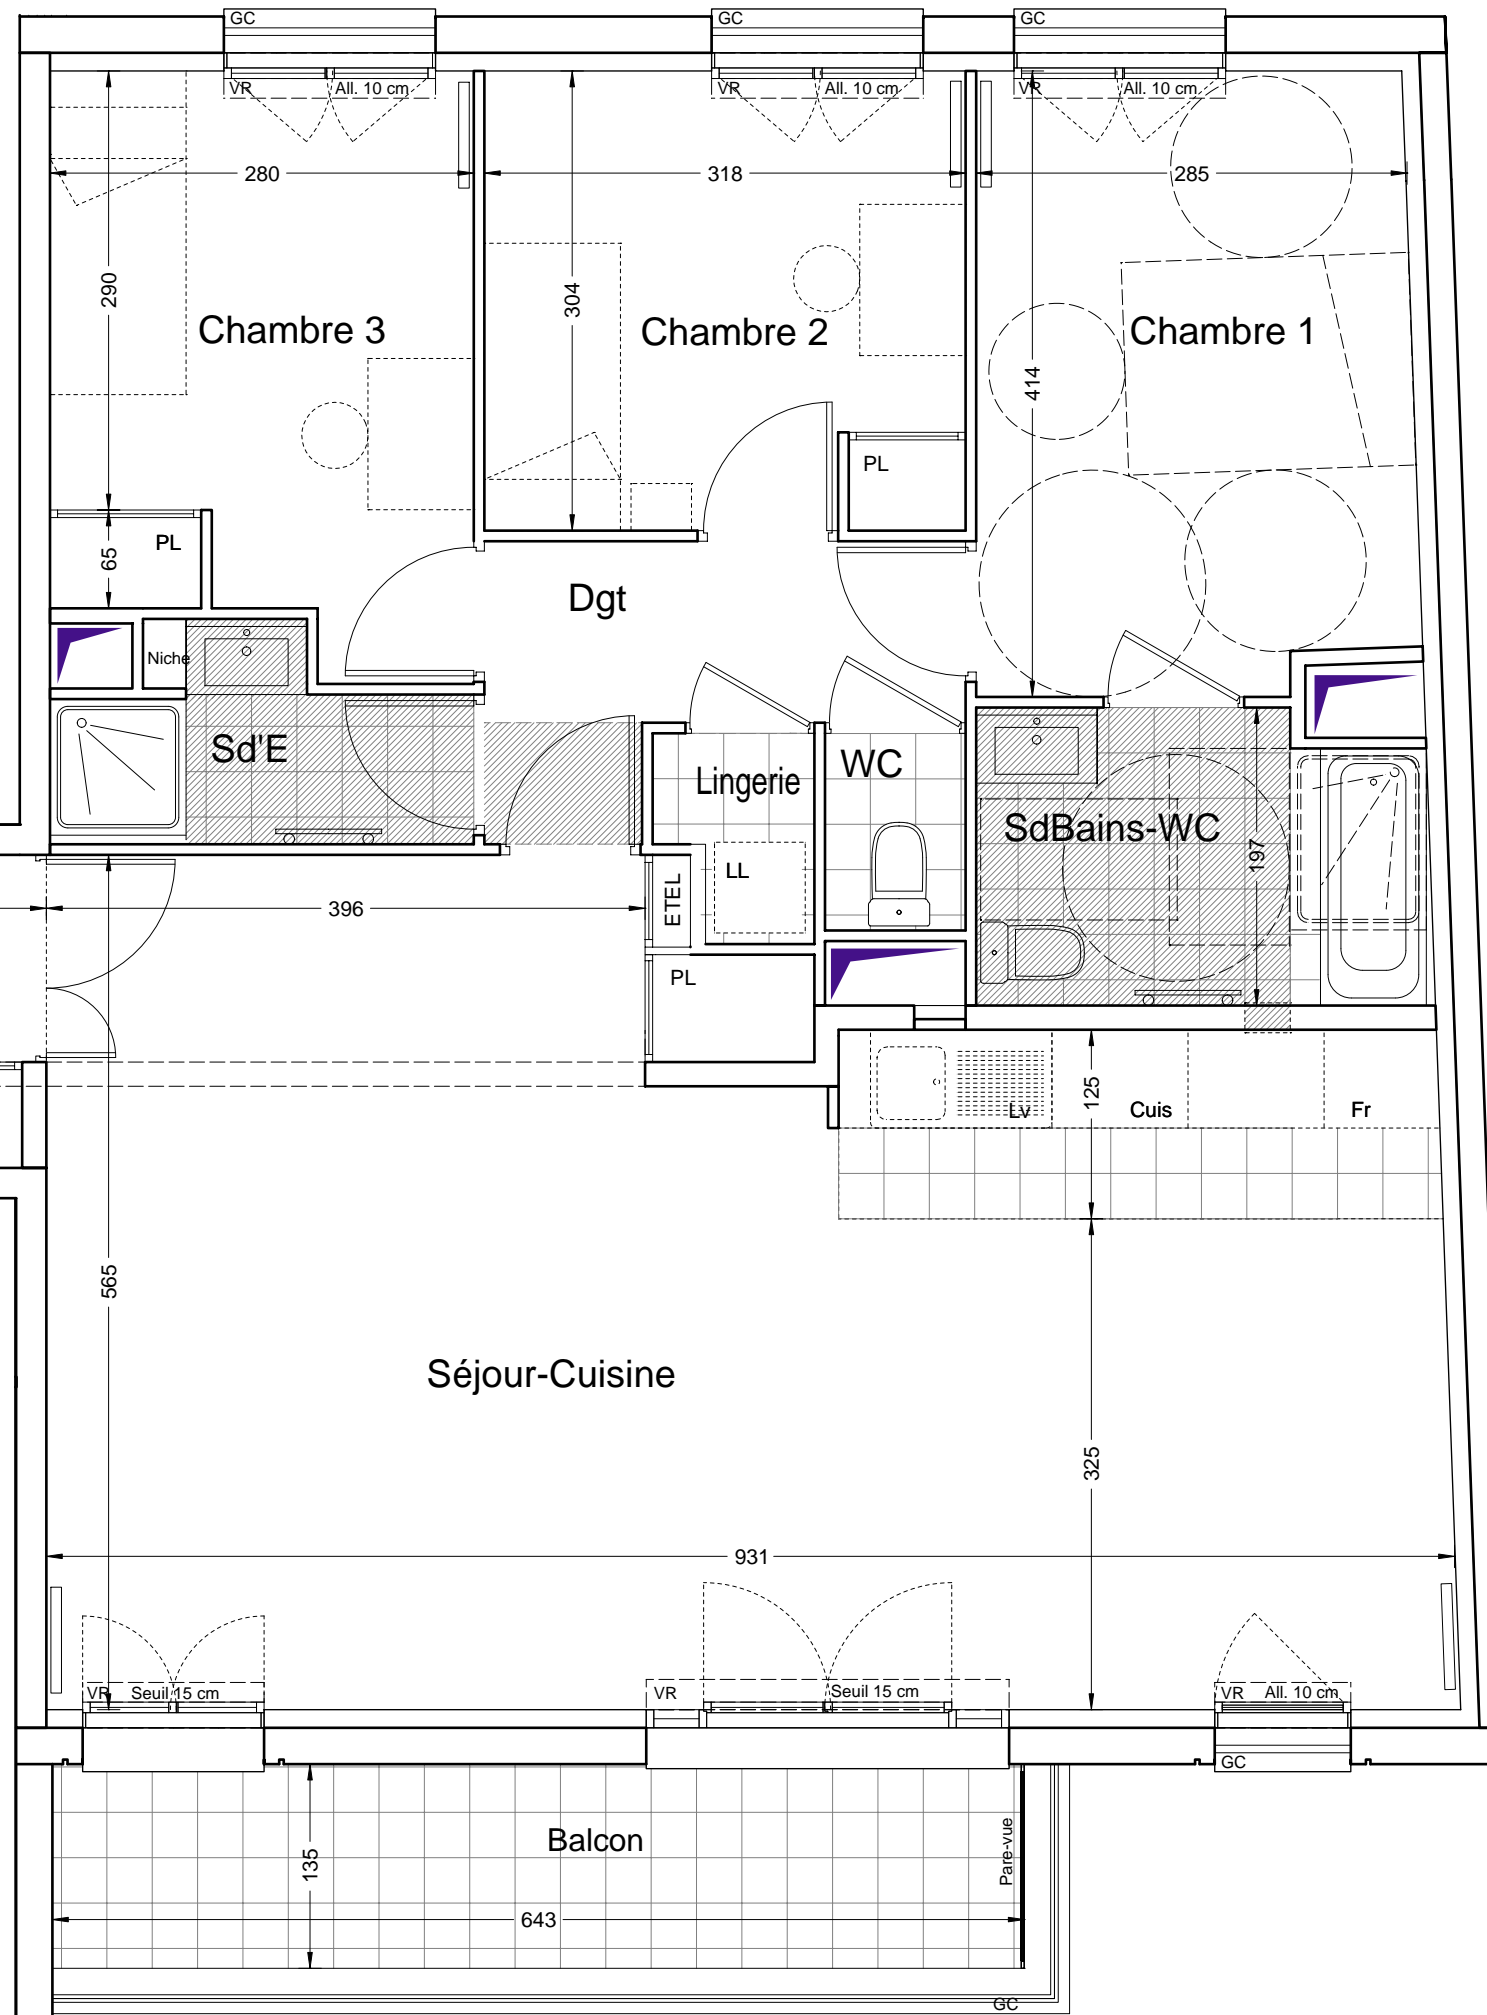 GC
GC
GC
VR All. 10 cm
VR All. 10 cm
VR All. 10 cm
280
318
285
290
304
414
Chambre 3
Chambre 2
Chambre 1
PL
PL
65
Dgt
Niche
Sd'E
Lingerie
WC
SdBains-WC
197
LL
ETEL
396
PL
125
Lv
Cuis
Fr
565
Séjour-Cuisine
325
931
VR Seuil 15 cm
VR Seuil 15 cm
VR All. 10 cm
GC
Balcon
135
Pare-vue
643
GC